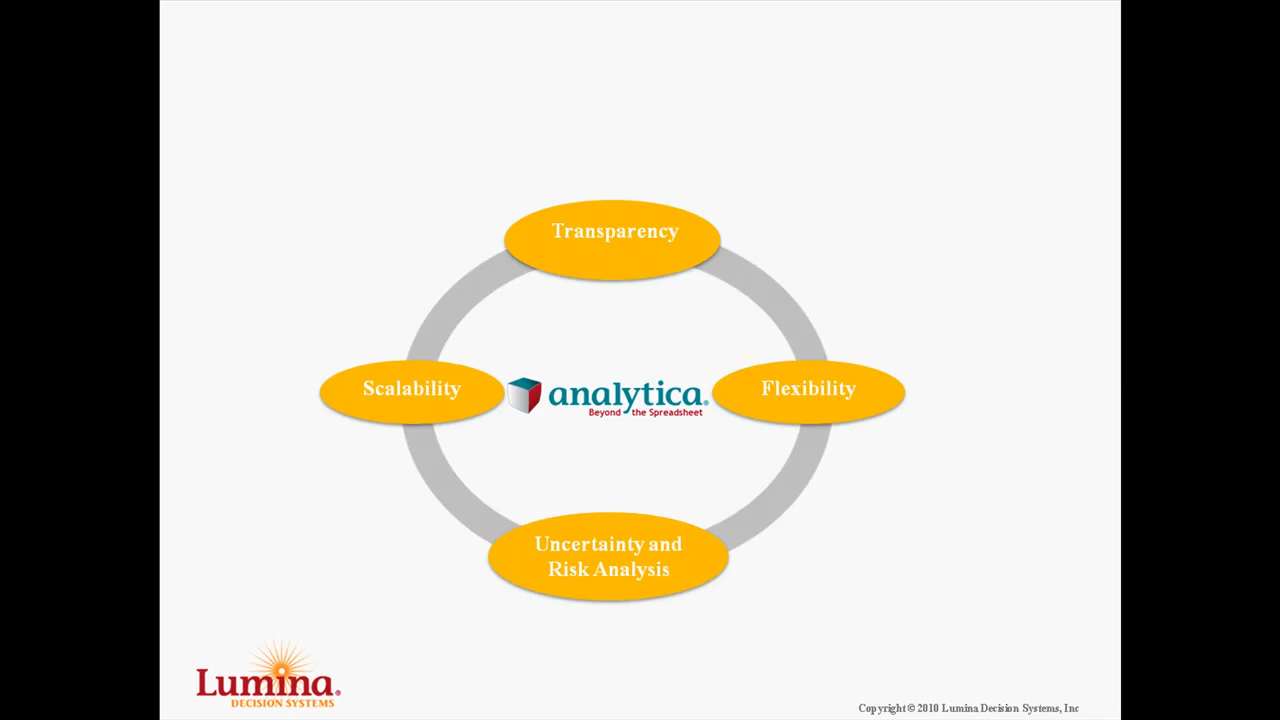 Transparency
Scalability
analytica®
Beyond the Spreadsheet
Flexibility
Uncertainty and
Risk Analysis
Lumina®
DECISION SYSTEMS
Copyright © 2010 Lumina Decision Systems, Inc